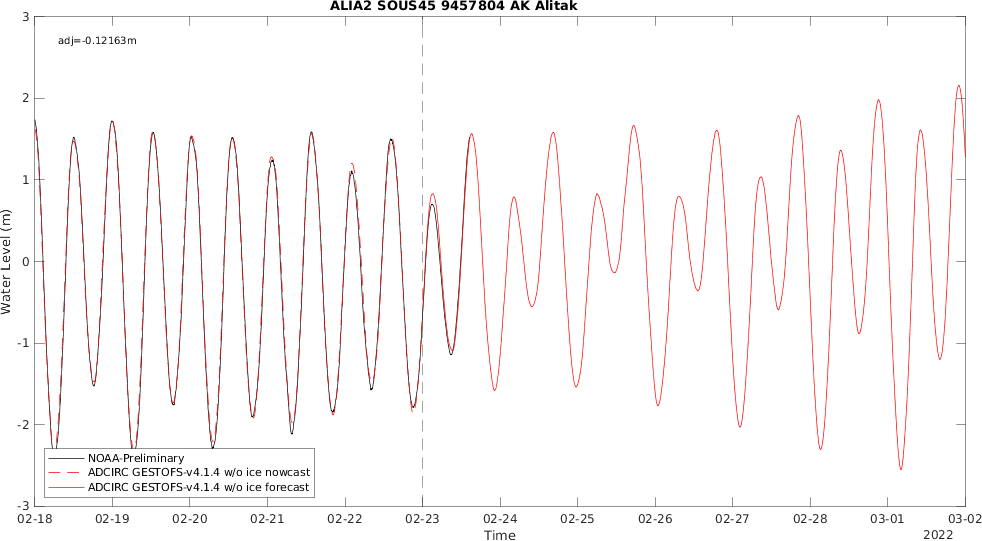 ALIA2 SOUS45 9457804 AK Alitak
adj=-0.12163m
3
2
1
0
-1
-2
-3
Water Level (m)
NOAA-Preliminary
ADCIRC GESTOFS-v4.1.4 w/o ice nowcast
ADCIRC GESTOFS-v4.1.4 w/o ice forecast
02-18 02-19 02-20 02-21 02-22 02-23 02-24 02-25 02-26 02-27 02-28 03-01 03-02
Time
2022